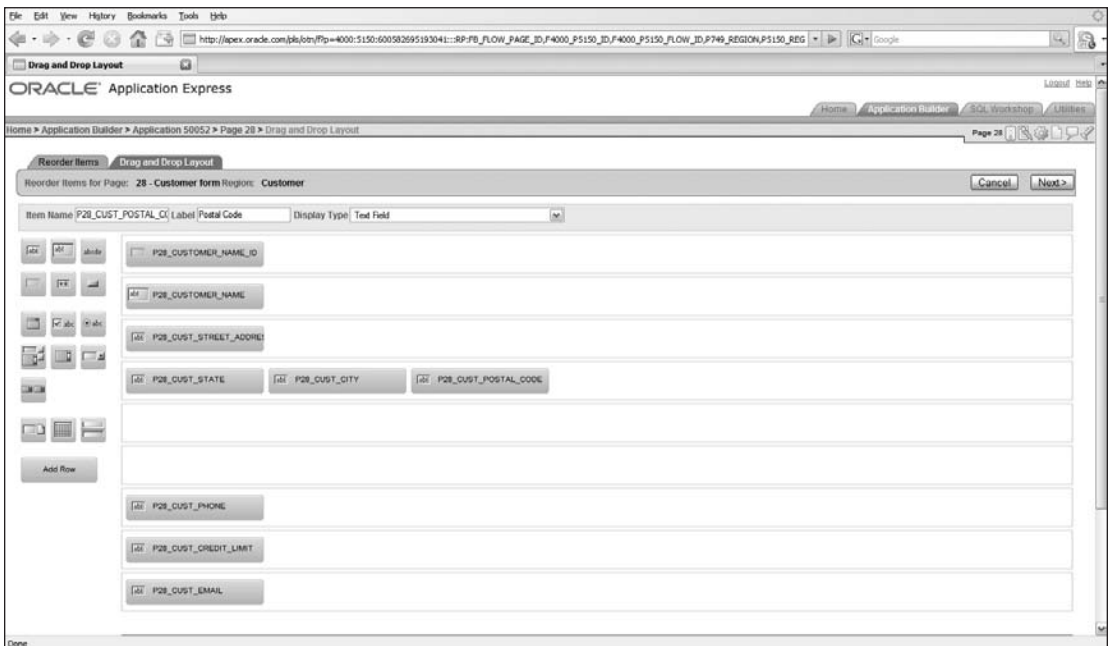 File Edit View History Bookmarks Tools Help
http://apex.oracle.com/pls/otn/f?p=4000:5150:600582695193041:::RP:FB_FLOW_PAGE_ID,F4000_P5150_ID,F4000_P5150_FLOW_ID,P749_REGION,P5150_REG
Google
Drag and Drop Layout
ORACLE Application Express
Logout Help
Home Application Builder SQL Workshop Utilities
Home > Application Builder > Application 50052 > Page 28 > Drag and Drop Layout
Page 28
Reorder Items Drag and Drop Layout
Reorder Items for Page: 28 - Customer form Region: Customer
Cancel Next >
Item Name P28_CUST_POSTAL_CO Label Postal Code Display Type Text Field
P28_CUSTOMER_NAME_ID
P28_CUSTOMER_NAME
P28_CUST_STREET_ADDRES
P28_CUST_STATE P28_CUST_CITY P28_CUST_POSTAL_CODE
Add Row
P28_CUST_PHONE
P28_CUST_CREDIT_LIMIT
P28_CUST_EMAIL
Done